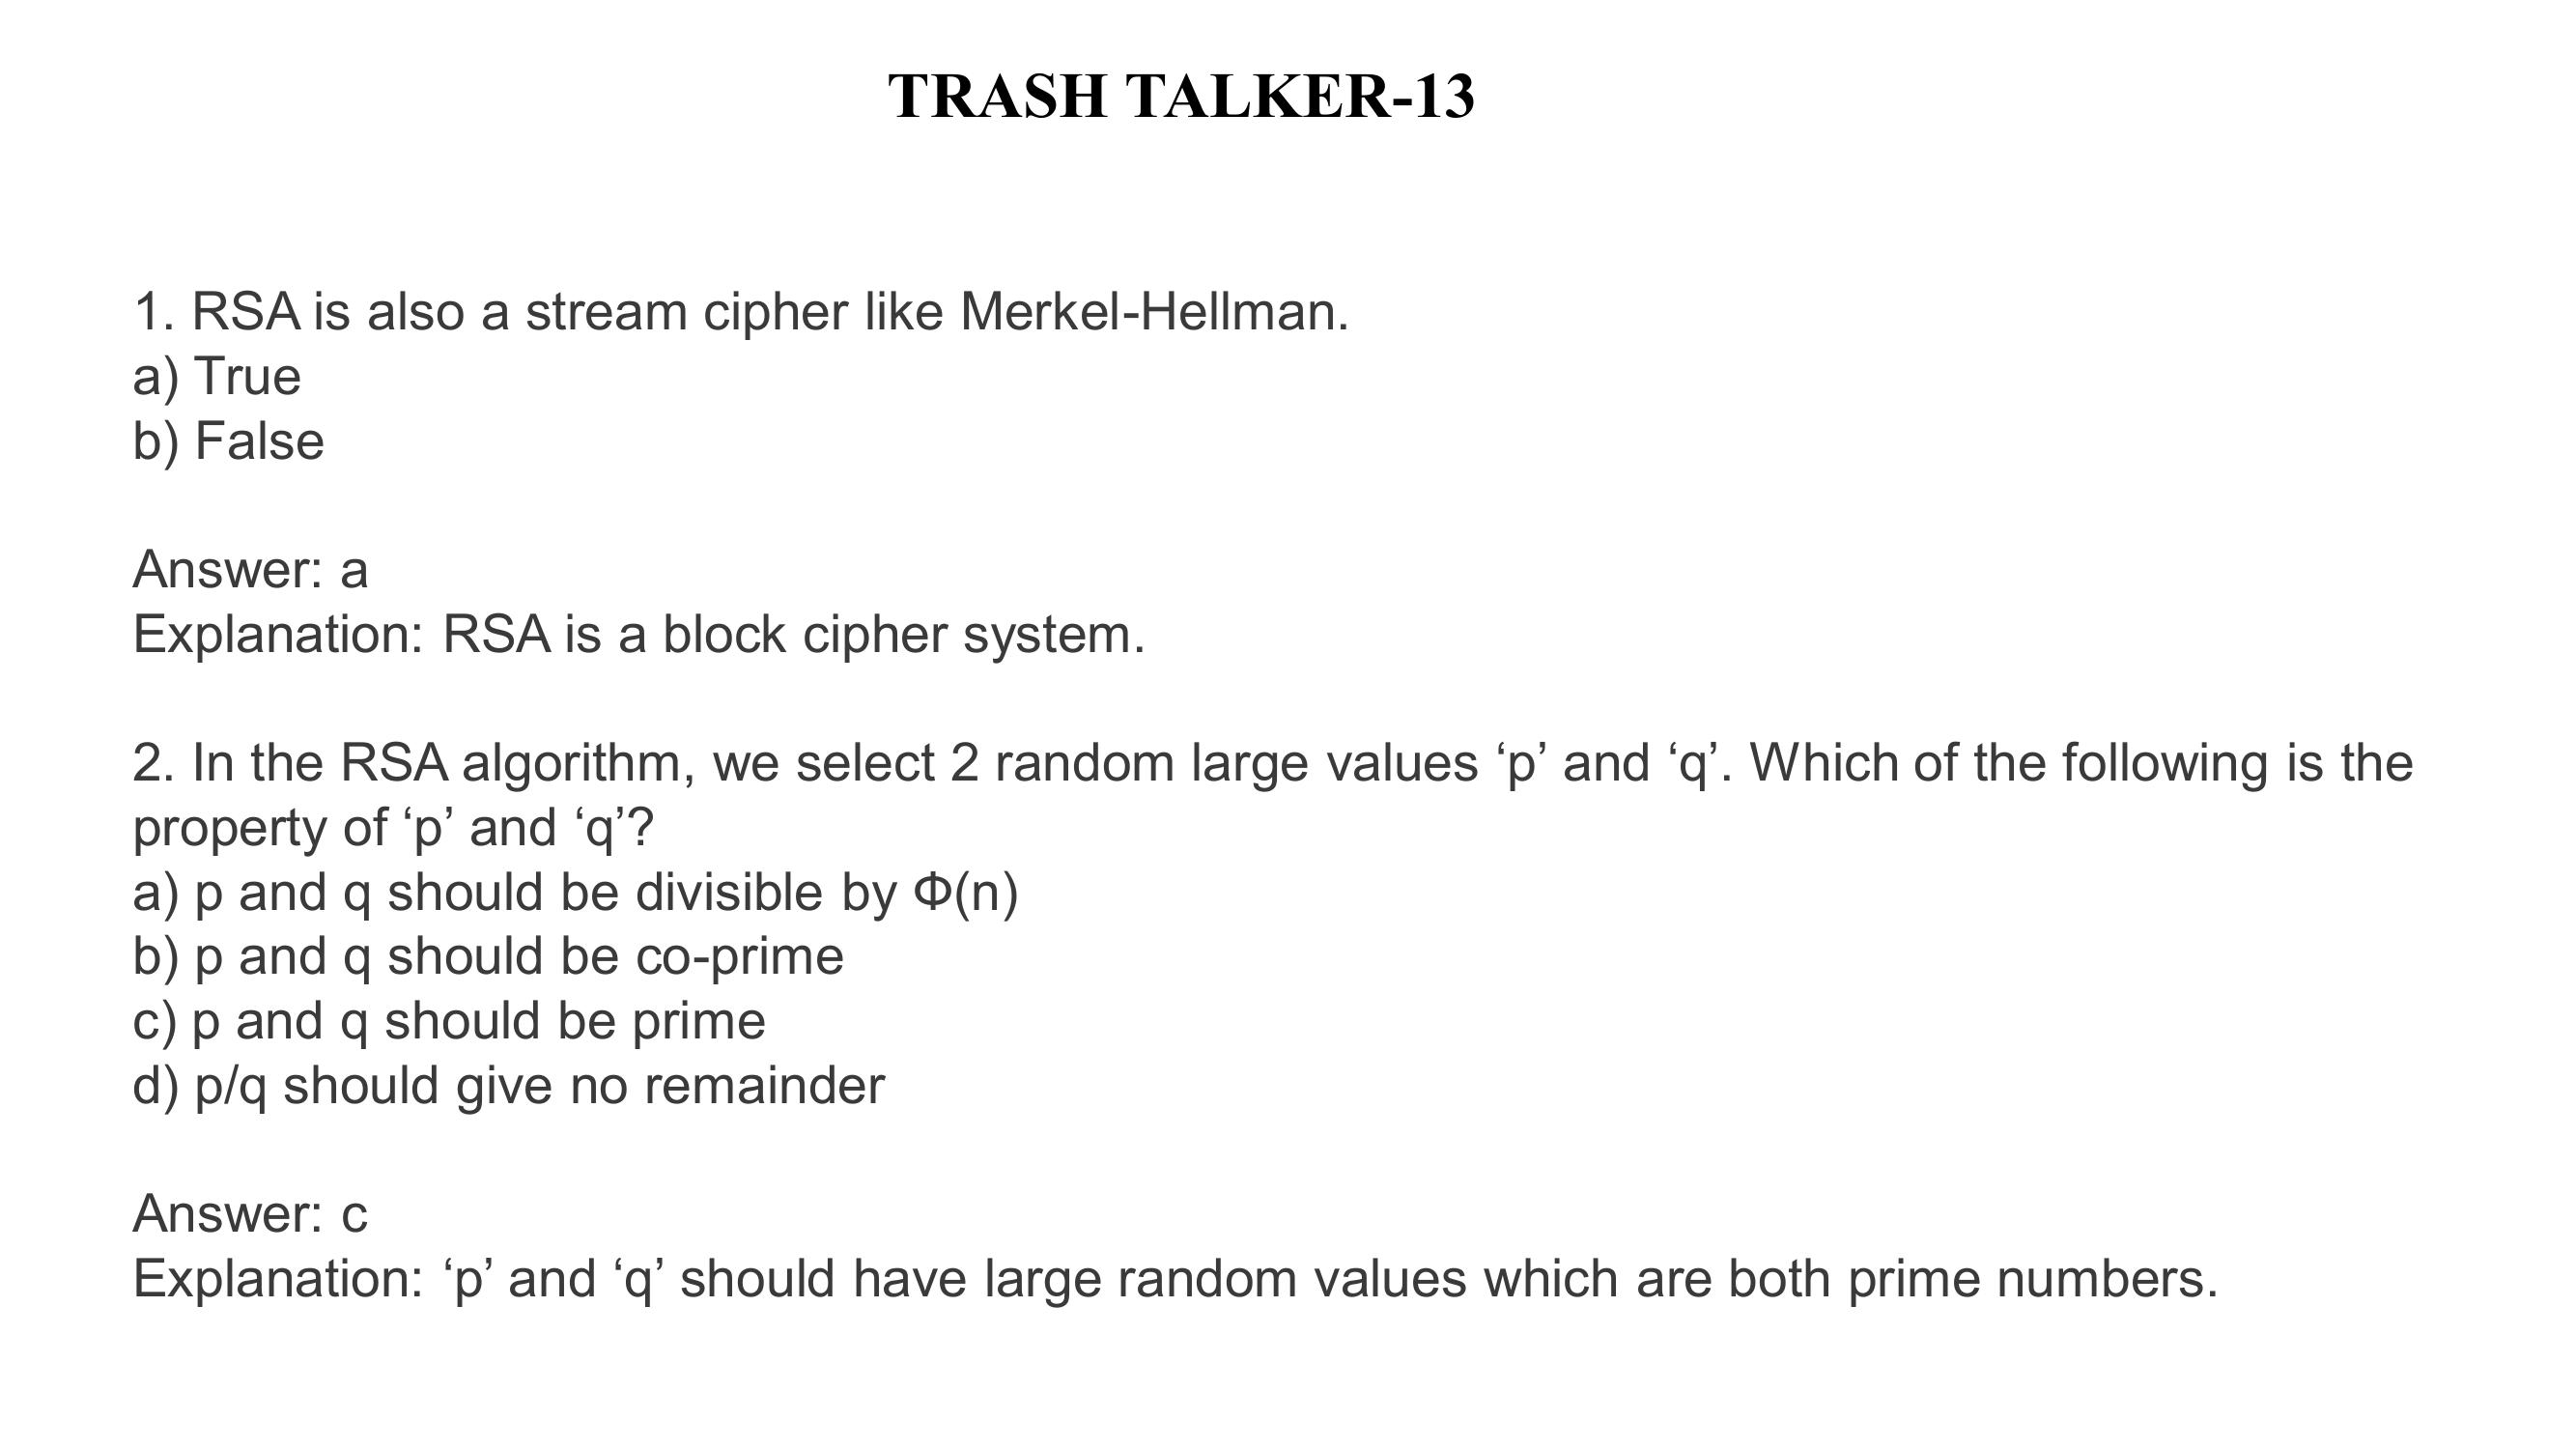 TRASH TALKER-13
1. RSA is also a stream cipher like Merkel-Hellman.
a) True
b) False
Answer: a
Explanation: RSA is a block cipher system.
2. In the RSA algorithm, we select 2 random large values ‘p’ and ‘q’. Which of the following is the
property of ‘p’ and ‘q’?
a) p and q should be divisible by Ф(n)
b) p and q should be co-prime
c) p and q should be prime
d) p/q should give no remainder
Answer: c
Explanation: ‘p’ and ‘q’ should have large random values which are both prime numbers.